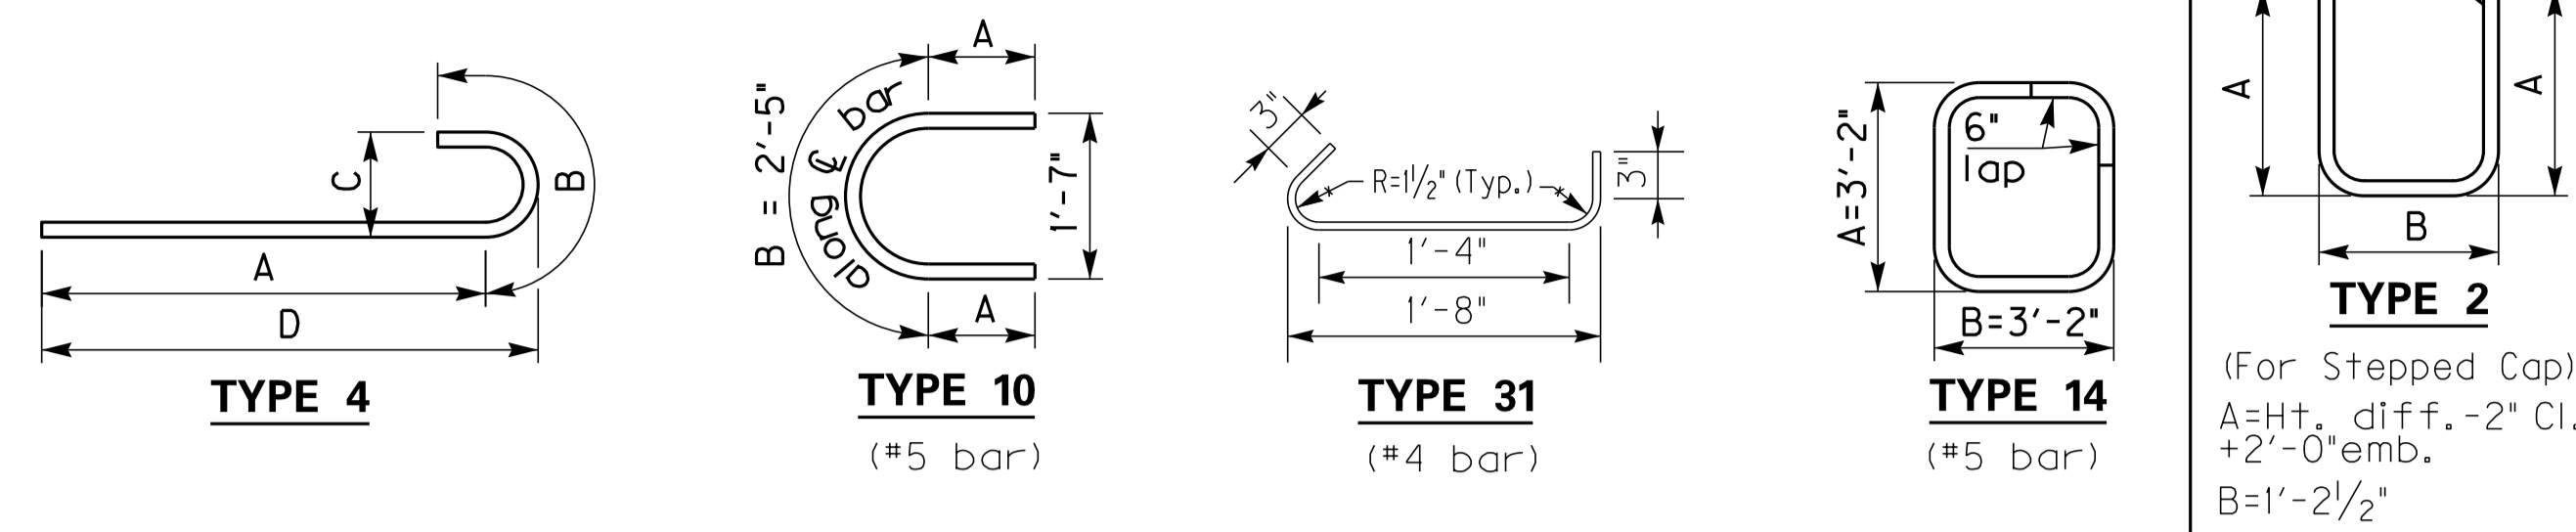 C
B
A
D
TYPE 4
A
B = 2'-5"
along ℄ bar
1'-7"
A
TYPE 10
(#5 bar)
3"
R=1½" (Typ.)
3"
1'-4"
1'-8"
TYPE 31
(#4 bar)
A=3'-2"
6"
lap
B=3'-2"
TYPE 14
(#5 bar)
A
A
B
TYPE 2
(For Stepped Cap)
A=Ht. diff.-2" Cl.
+2'-0"emb.
B=1'-2½"